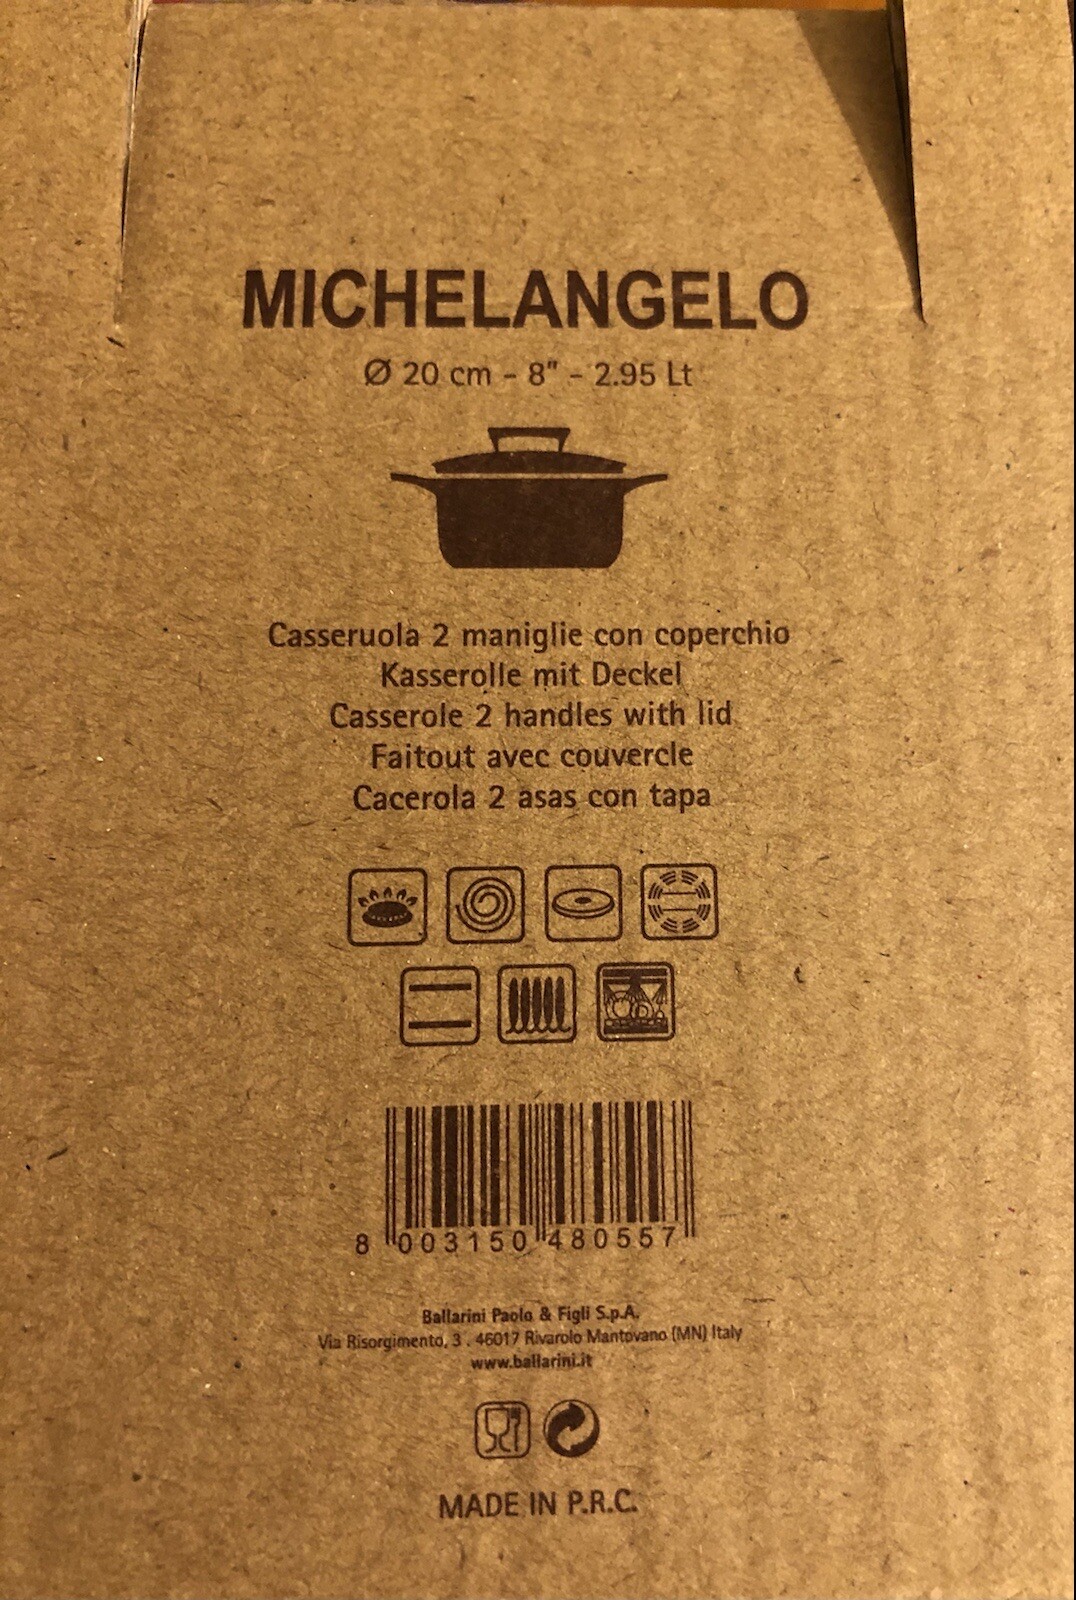 MICHELANGELO
Ø 20 cm - 8" - 2.95 Lt
Casseruola 2 maniglie con coperchio
Kasserolle mit Deckel
Casserole 2 handles with lid
Faitout avec couvercle
Cacerola 2 asas con tapa
8 003150 480557
Ballarini Paolo & Figli S.p.A.
Via Risorgimento, 3 . 46017 Rivarolo Mantovano (MN) Italy
www.ballarini.it
MADE IN P.R.C.